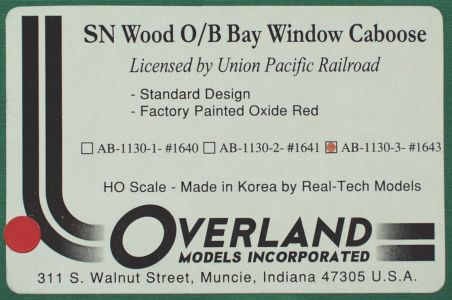 SN Wood O/B Bay Window Caboose
Licensed by Union Pacific Railroad
- Standard Design
- Factory Painted Oxide Red
AB-1130-1- #1640 AB-1130-2- #1641 AB-1130-3- #1643
HO Scale - Made in Korea by Real-Tech Models
OVERLAND
MODELS INCORPORATED
311 S. Walnut Street, Muncie, Indiana 47305 U.S.A.